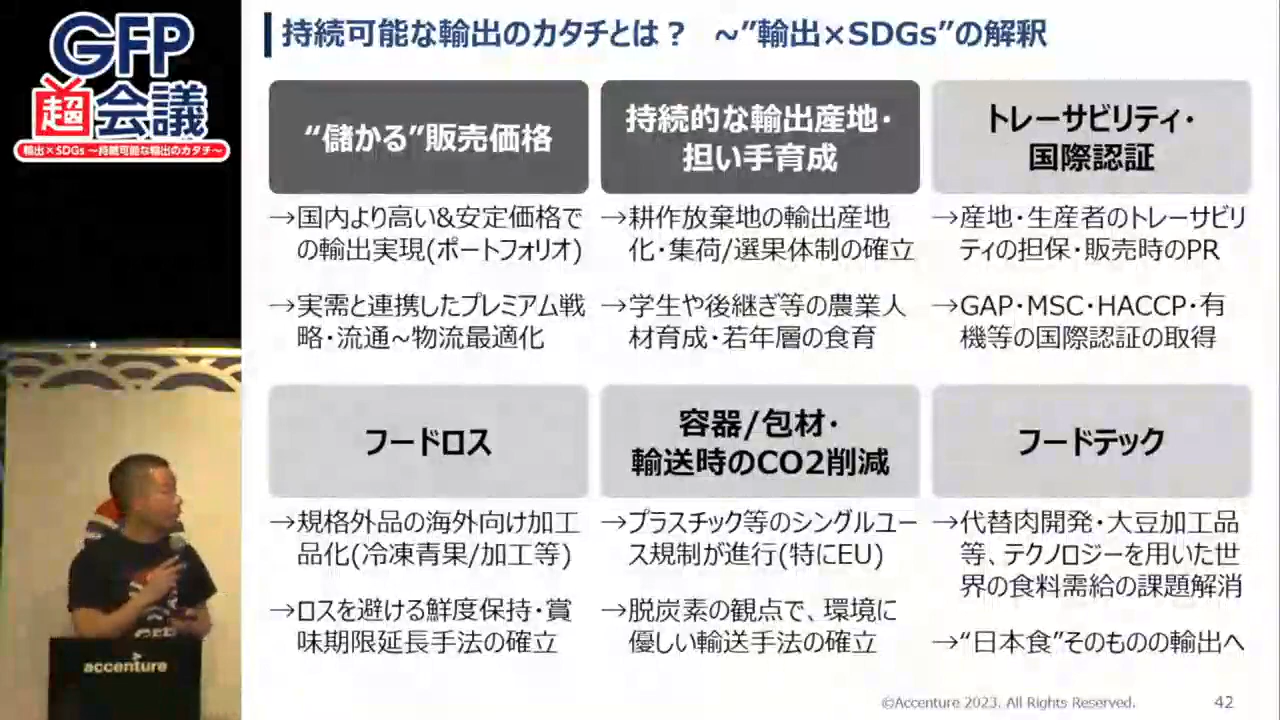 GFP
超会議
輸出×SDGs ～持続可能な輸出のカタチ～
持続可能な輸出のカタチとは？ ～”輸出×SDGs”の解釈
“儲かる”販売価格
→国内より高い&安定価格で
の輸出実現(ポートフォリオ)
→実需と連携したプレミアム戦
略・流通~物流最適化
持続的な輸出産地・
担い手育成
→耕作放棄地の輸出産地
化・集荷/選果体制の確立
→学生や後継ぎ等の農業人
材育成・若年層の食育
トレーサビリティ・
国際認証
→産地・生産者のトレーサビリ
ティの担保・販売時のPR
→GAP・MSC・HACCP・有
機等の国際認証の取得
フードロス
→規格外品の海外向け加工
品化(冷凍青果/加工等)
→ロスを避ける鮮度保持・賞
味期限延長手法の確立
容器/包材・
輸送時のCO2削減
→プラスチック等のシングルユー
ス規制が進行(特にEU)
→脱炭素の観点で、環境に
優しい輸送手法の確立
フードテック
→代替肉開発・大豆加工品
等、テクノロジーを用いた世
界の食料需給の課題解消
→“日本食”そのものの輸出へ
accenture
©Accenture 2023. All Rights Reserved.
42